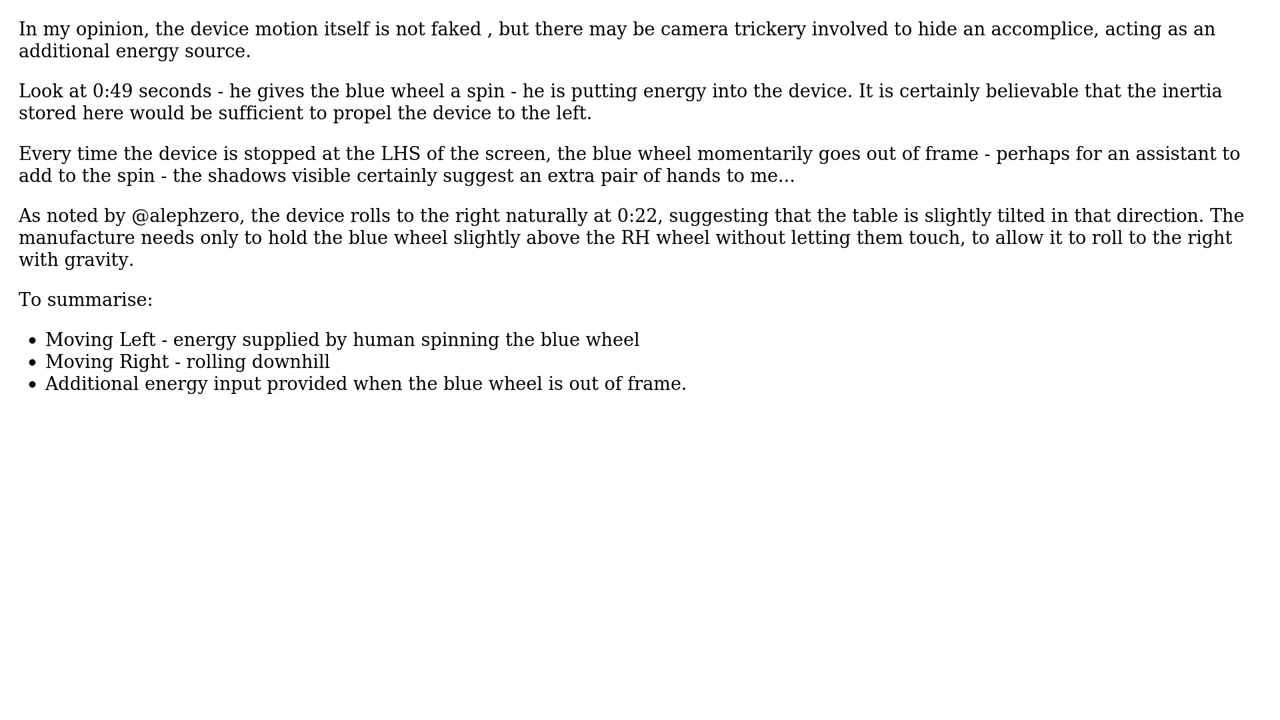 In my opinion, the device motion itself is not faked , but there may be camera trickery involved to hide an accomplice, acting as an
additional energy source.
Look at 0:49 seconds - he gives the blue wheel a spin - he is putting energy into the device. It is certainly believable that the inertia
stored here would be sufficient to propel the device to the left.
Every time the device is stopped at the LHS of the screen, the blue wheel momentarily goes out of frame - perhaps for an assistant to
add to the spin - the shadows visible certainly suggest an extra pair of hands to me...
As noted by @alephzero, the device rolls to the right naturally at 0:22, suggesting that the table is slightly tilted in that direction. The
manufacture needs only to hold the blue wheel slightly above the RH wheel without letting them touch, to allow it to roll to the right
with gravity.
To summarise:
• Moving Left - energy supplied by human spinning the blue wheel
• Moving Right - rolling downhill
• Additional energy input provided when the blue wheel is out of frame.